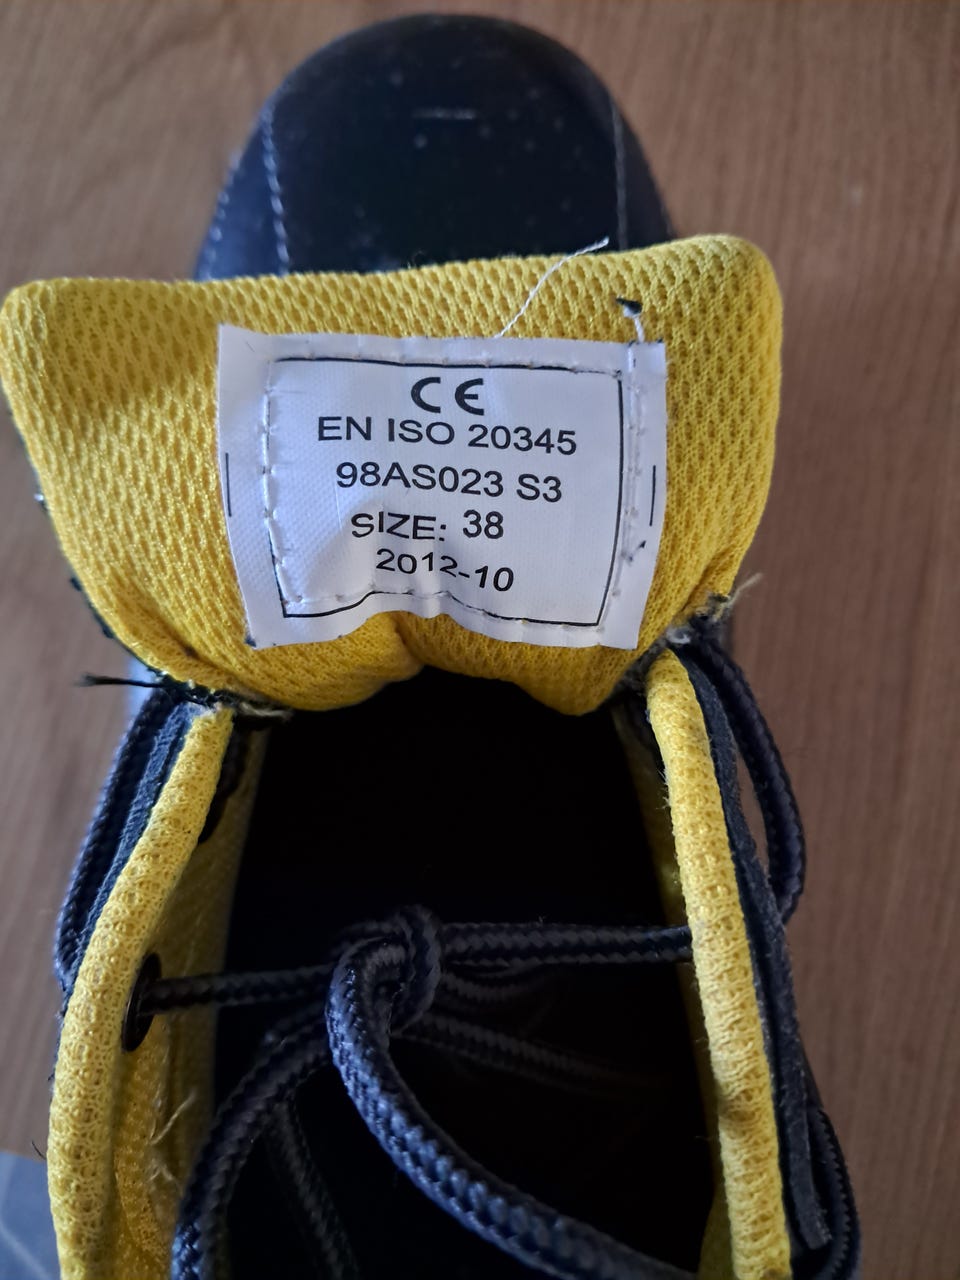 CE
EN ISO 20345
98AS023 S3
SIZE: 38
2012-10